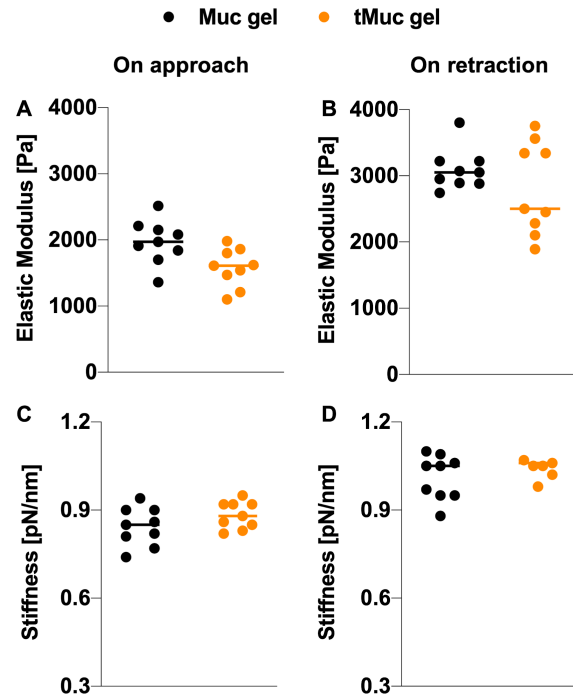 Muc gel tMuc gel
On approach On retraction
A
Elastic Modulus [Pa]
4000
3000
2000
1000
0
B
Elastic Modulus [Pa]
4000
3000
2000
1000
0
C
Stiffness [pN/nm]
1.2
0.9
0.6
0.3
D
Stiffness [pN/nm]
1.2
0.9
0.6
0.3